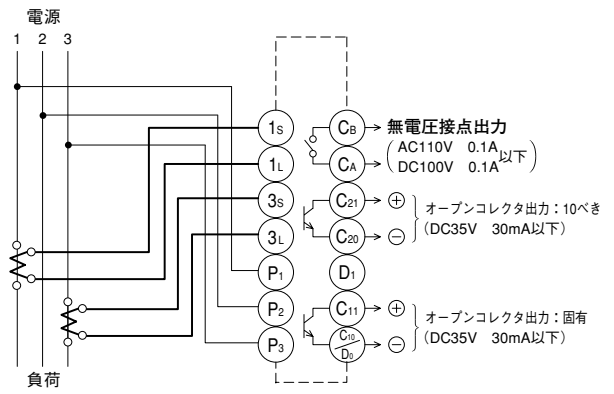 電源
1 2 3
1S CB 無電圧接点出力
1L CA (AC110V 0.1A DC100V 0.1A 以下)
3S C21 ⊕ オープンコレクタ出力：10べき
3L C20 ⊖ (DC35V 30mA以下)
P1 D1
P2 C11 ⊕ オープンコレクタ出力：固有
P3 C10/D0 ⊖ (DC35V 30mA以下)
負荷